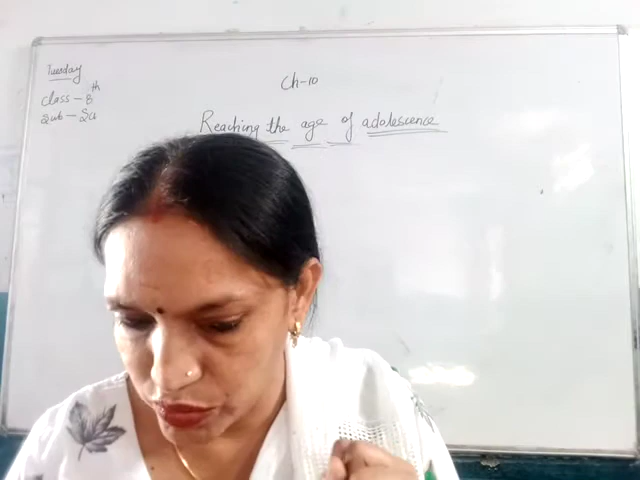 Tuesday
Class - 8th
Sub - Sci
Ch-10
Reaching the age of adolescence